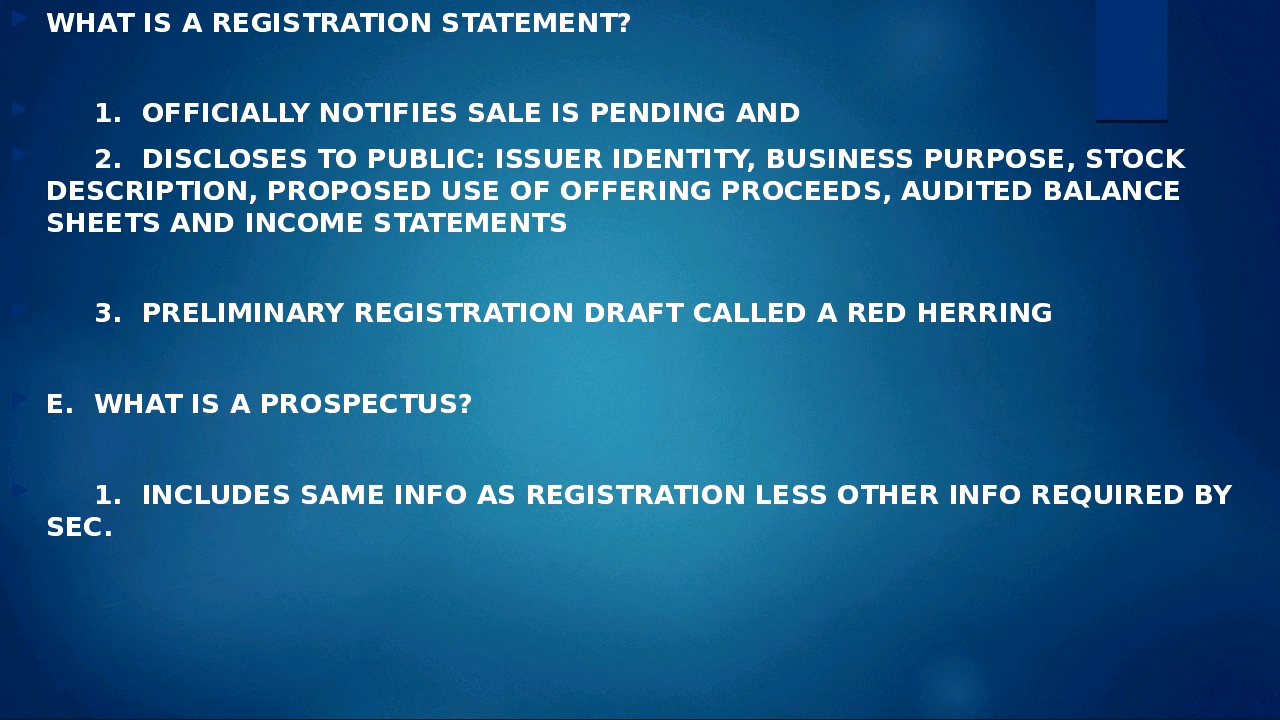 WHAT IS A REGISTRATION STATEMENT?
1. OFFICIALLY NOTIFIES SALE IS PENDING AND
2. DISCLOSES TO PUBLIC: ISSUER IDENTITY, BUSINESS PURPOSE, STOCK
DESCRIPTION, PROPOSED USE OF OFFERING PROCEEDS, AUDITED BALANCE
SHEETS AND INCOME STATEMENTS
3. PRELIMINARY REGISTRATION DRAFT CALLED A RED HERRING
E. WHAT IS A PROSPECTUS?
1. INCLUDES SAME INFO AS REGISTRATION LESS OTHER INFO REQUIRED BY
SEC.